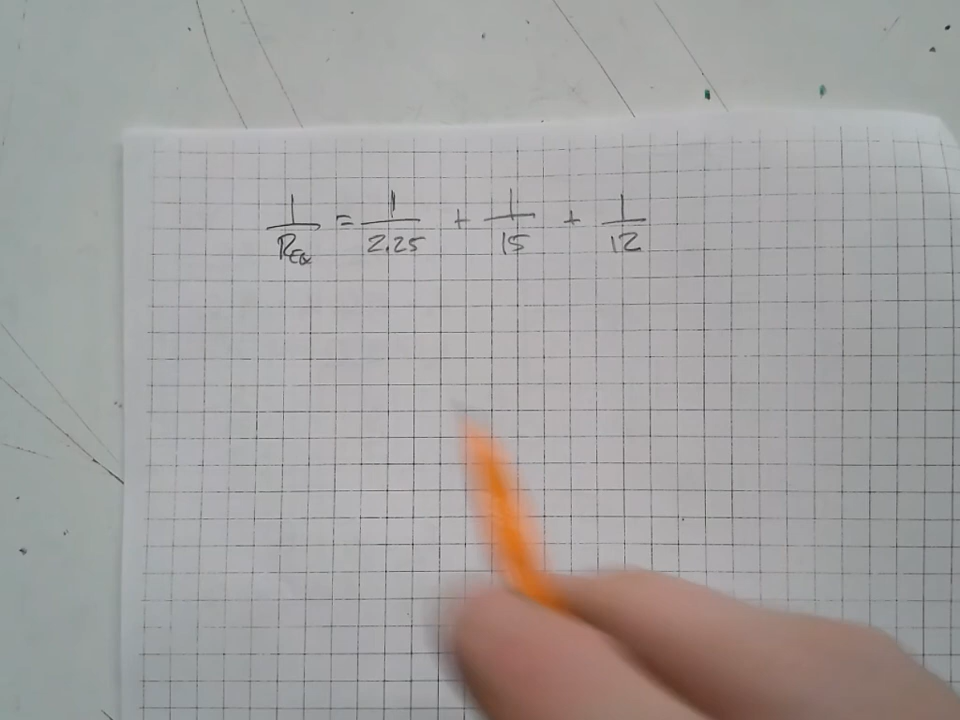 1/R_EQ = 1/2.25 + 1/15 + 1/12